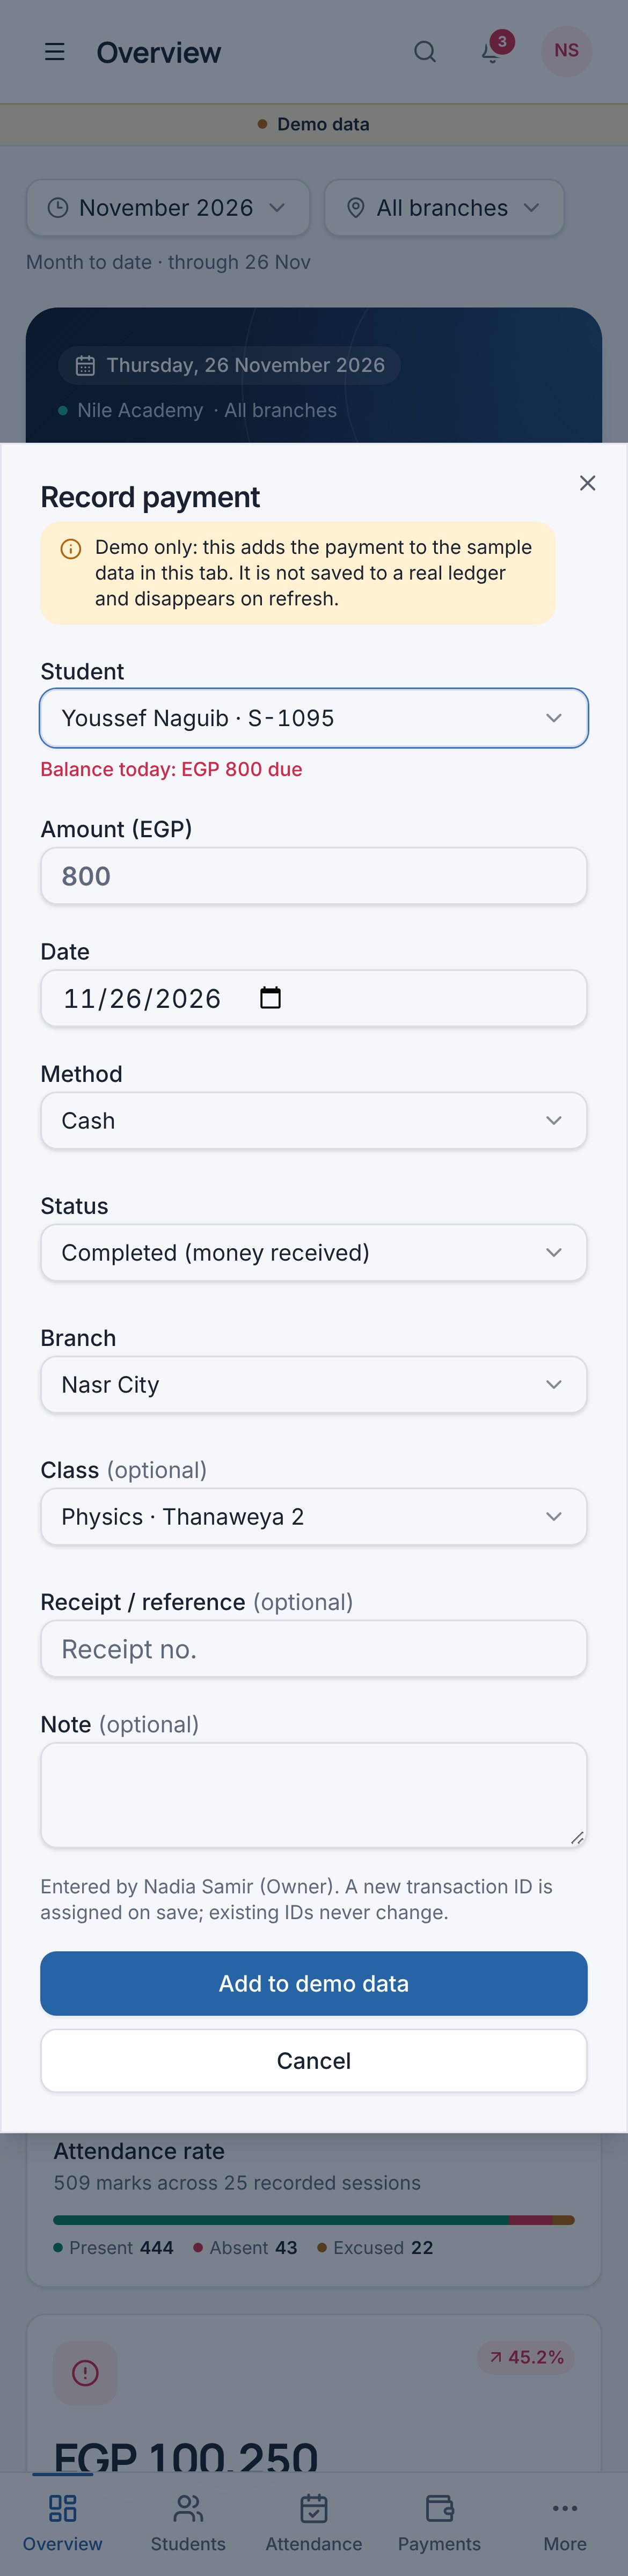 Overview
3
NS
Demo data
November 2026
All branches
Month to date · through 26 Nov
Thursday, 26 November 2026
Nile Academy · All branches
Record payment
Demo only: this adds the payment to the sample
data in this tab. It is not saved to a real ledger
and disappears on refresh.
Student
Youssef Naguib · S-1095
Balance today: EGP 800 due
Amount (EGP)
800
Date
11/26/2026
Method
Cash
Status
Completed (money received)
Branch
Nasr City
Class (optional)
Physics · Thanaweya 2
Receipt / reference (optional)
Receipt no.
Note (optional)
Entered by Nadia Samir (Owner). A new transaction ID is
assigned on save; existing IDs never change.
Add to demo data
Cancel
Attendance rate
509 marks across 25 recorded sessions
Present 444 Absent 43 Excused 22
45.2%
EGP 100,250
Overview Students Attendance Payments More